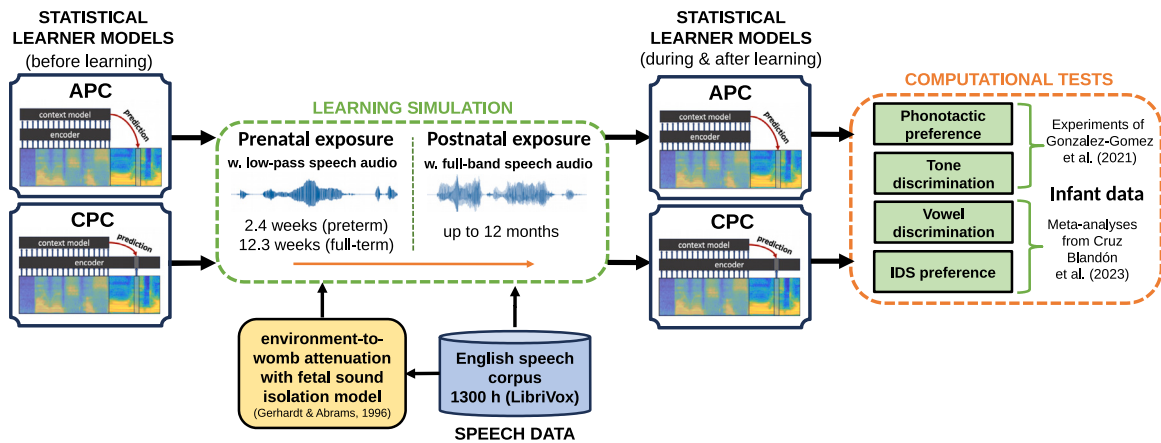 STATISTICAL
LEARNER MODELS
(before learning)
APC
context model
encoder
prediction
CPC
context model
prediction
encoder
LEARNING SIMULATION
Prenatal exposure
w. low-pass speech audio
2.4 weeks (preterm)
12.3 weeks (full-term)
Postnatal exposure
w. full-band speech audio
up to 12 months
environment-to-
womb attenuation
with fetal sound
isolation model
(Gerhardt & Abrams, 1996)
English speech
corpus
1300 h (LibriVox)
SPEECH DATA
STATISTICAL
LEARNER MODELS
(during & after learning)
APC
context model
encoder
prediction
CPC
context model
prediction
encoder
COMPUTATIONAL TESTS
Phonotactic
preference
Tone
discrimination
Vowel
discrimination
IDS preference
Experiments of
Gonzalez-Gomez
et al. (2021)
Infant data
Meta-analyses
from Cruz
Blandón
et al. (2023)